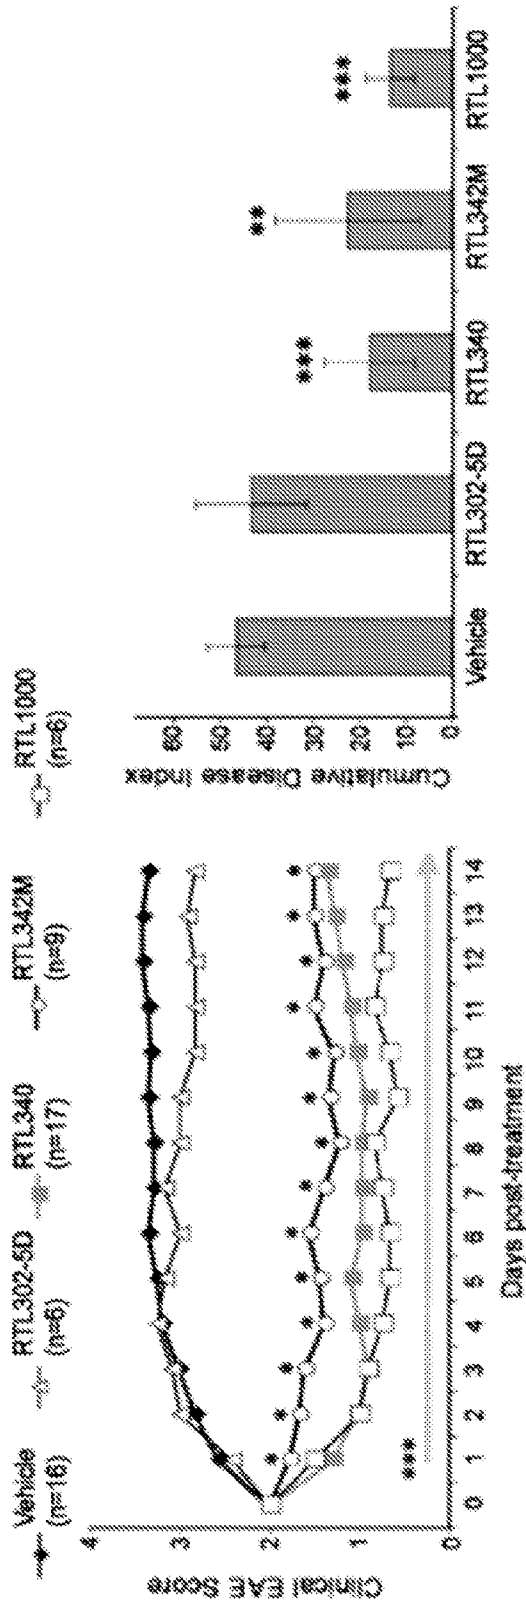 Vehicle RTL302-5D RTL340 RTL342M RTL1000
(n=16) (n=6) (n=17) (n=9) (n=6)
Clinical EAE Score
4
3
2
1
0
* * * * * * * * * * * * * *
***
0 1 2 3 4 5 6 7 8 9 10 11 12 13 14
Days post-treatment
Cumulative Disease Index
60
50
40
30
20
10
0
*** ** ***
Vehicle RTL302-5D RTL340 RTL342M RTL1000